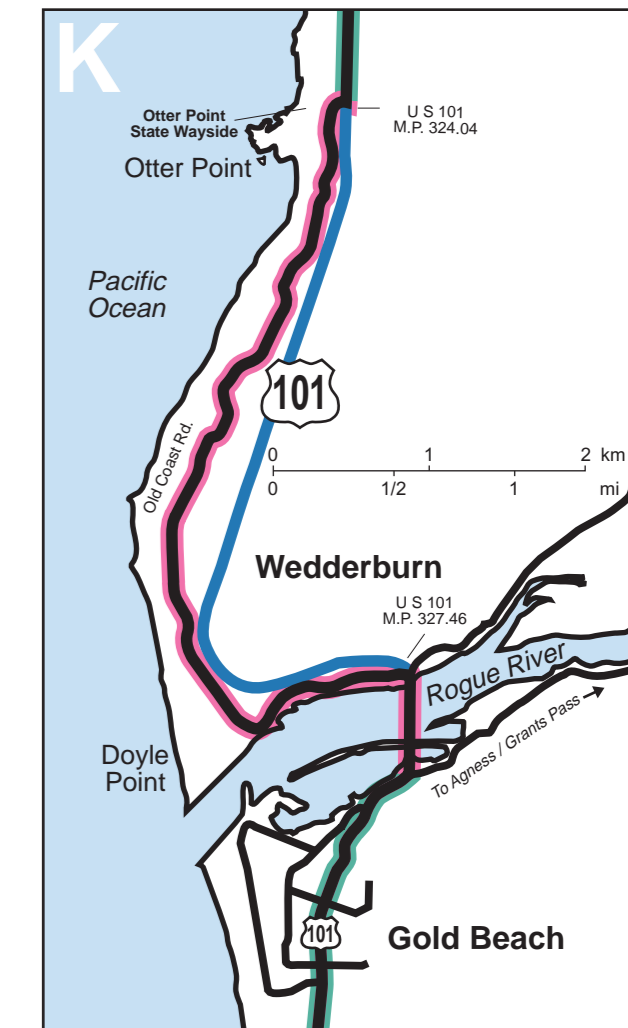 K
Otter Point
State Wayside
U S 101
M.P. 324.04
Otter Point
Pacific
Ocean
101
Old Coast Rd.
0 1 2 km
0 1/2 1 mi
Wedderburn
U S 101
M.P. 327.46
Rogue River
Doyle
Point
To Agness / Grants Pass
101
Gold Beach